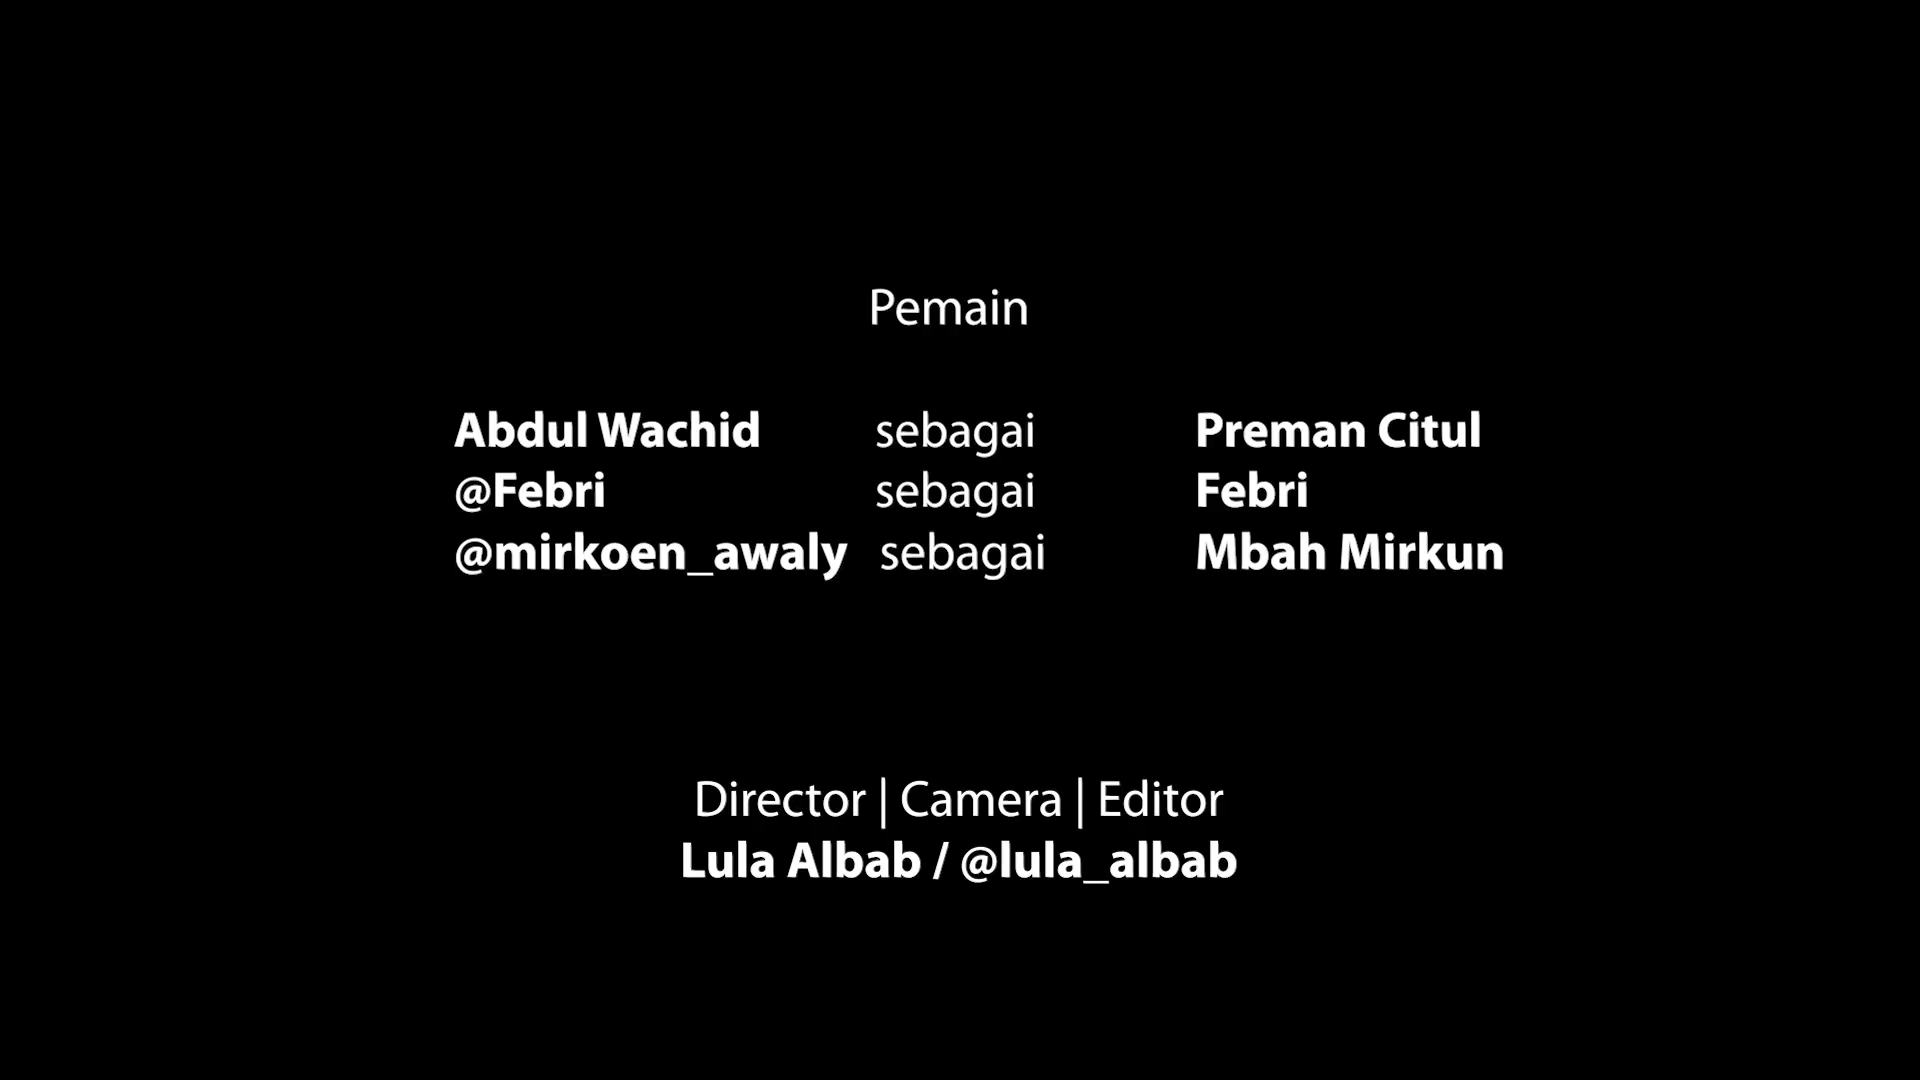 Pemain
Abdul Wachid sebagai Preman Citul
@Febri sebagai Febri
@mirkoen_awaly sebagai Mbah Mirkun
Director | Camera | Editor
Lula Albab / @lula_albab